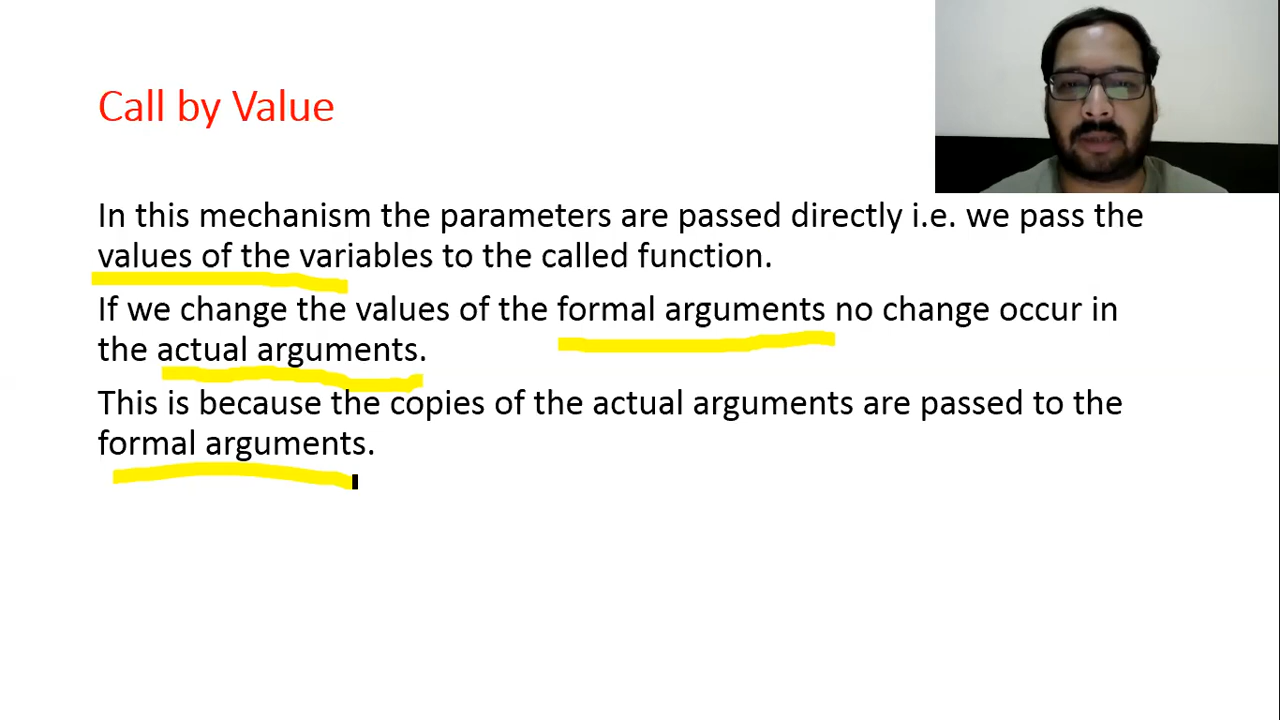 Call by Value
In this mechanism the parameters are passed directly i.e. we pass the
values of the variables to the called function.
If we change the values of the formal arguments no change occur in
the actual arguments.
This is because the copies of the actual arguments are passed to the
formal arguments.